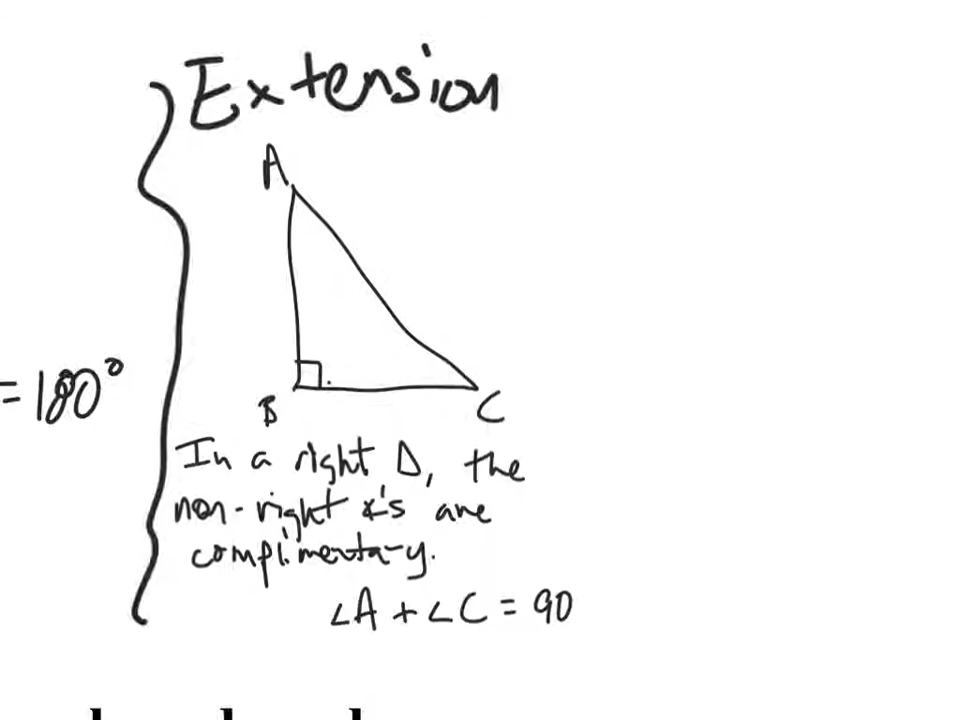 Extension
A
B
C
= 180°
In a right Δ, the
non-right ∠'s are
complimentary.
∠A + ∠C = 90